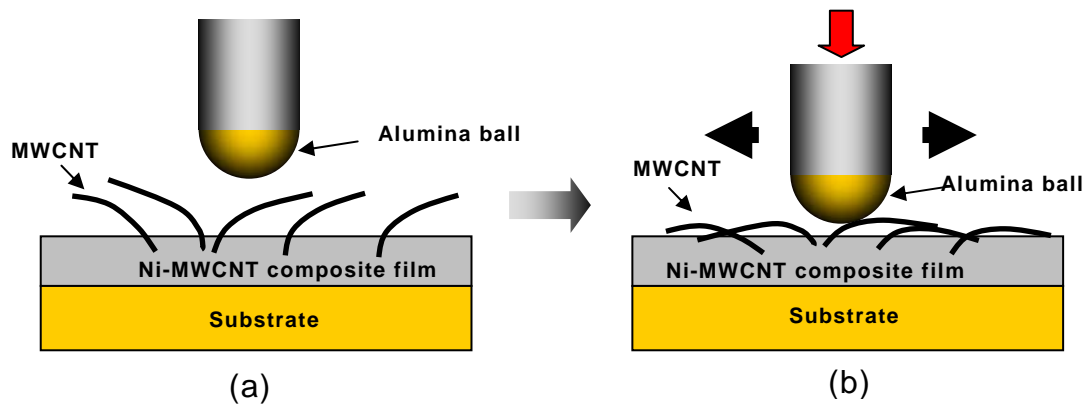 MWCNT
Alumina ball
Ni-MWCNT composite film
Substrate
(a)
MWCNT
Alumina ball
Ni-MWCNT composite film
Substrate
(b)